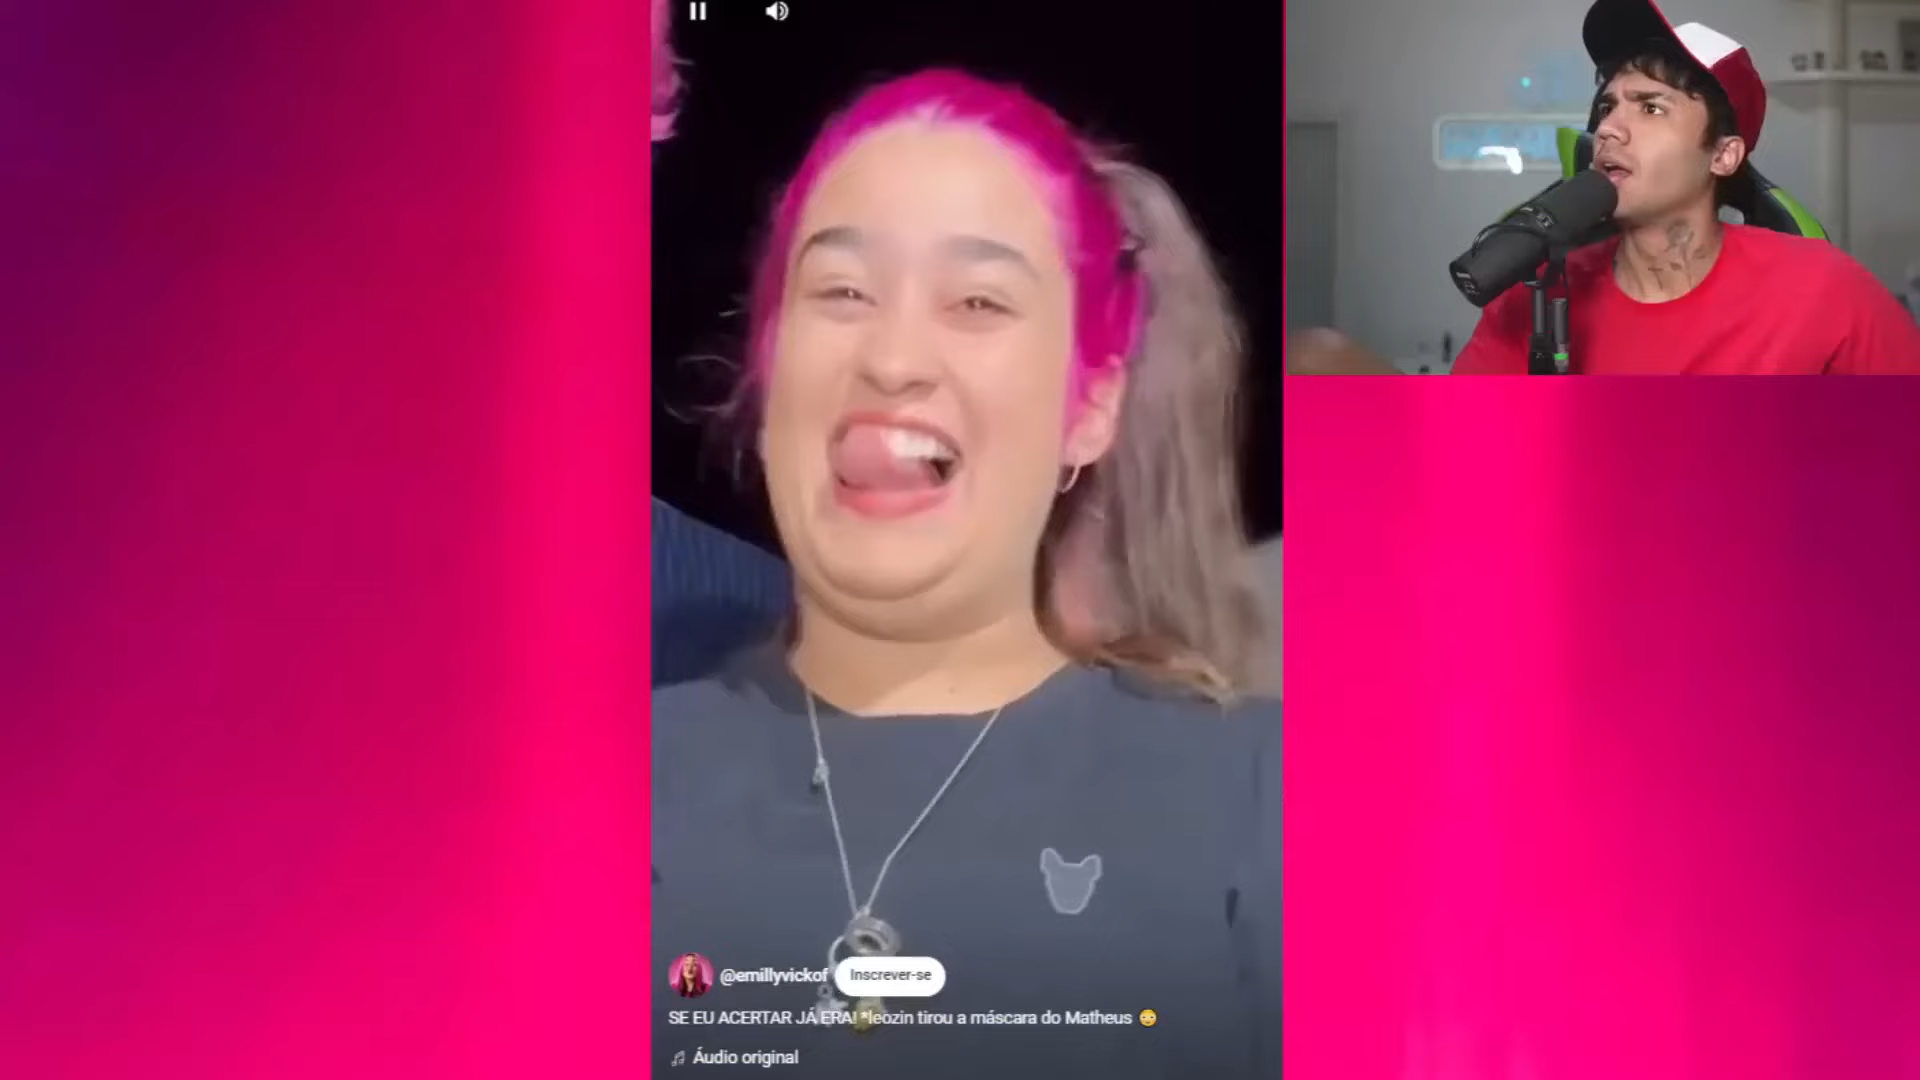 @emillyvickof
Inscrever-se
SE EU ACERTAR JÁ ERA! *leozin tirou a máscara do Matheus 😳
Áudio original